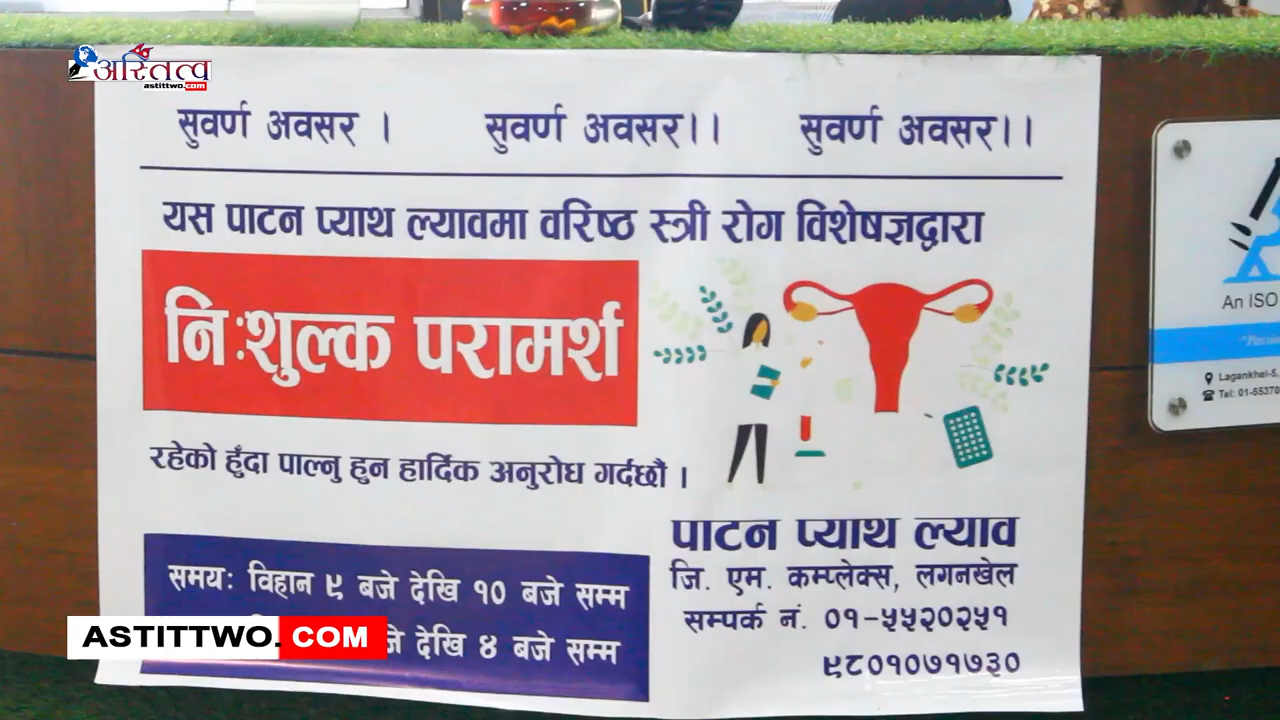 अस्तित्व
astittwo.com
सुवर्ण अवसर । सुवर्ण अवसर।। सुवर्ण अवसर।।
यस पाटन प्याथ ल्यावमा वरिष्ठ स्त्री रोग विशेषज्ञद्वारा
निःशुल्क परामर्श
रहेको हुँदा पाल्नु हुन हार्दिक अनुरोध गर्दछौ ।
समयः विहान ९ बजे देखि १० बजे सम्म
देखि ४ बजे सम्म
पाटन प्याथ ल्याव
जि. एम. कम्प्लेक्स, लगनखेल
सम्पर्क नं. ०१-५५२०२५१
९८०१०७१७३०
ASTITTWO.COM
An ISO
Lagankhel-5,
Tel: 01-55370